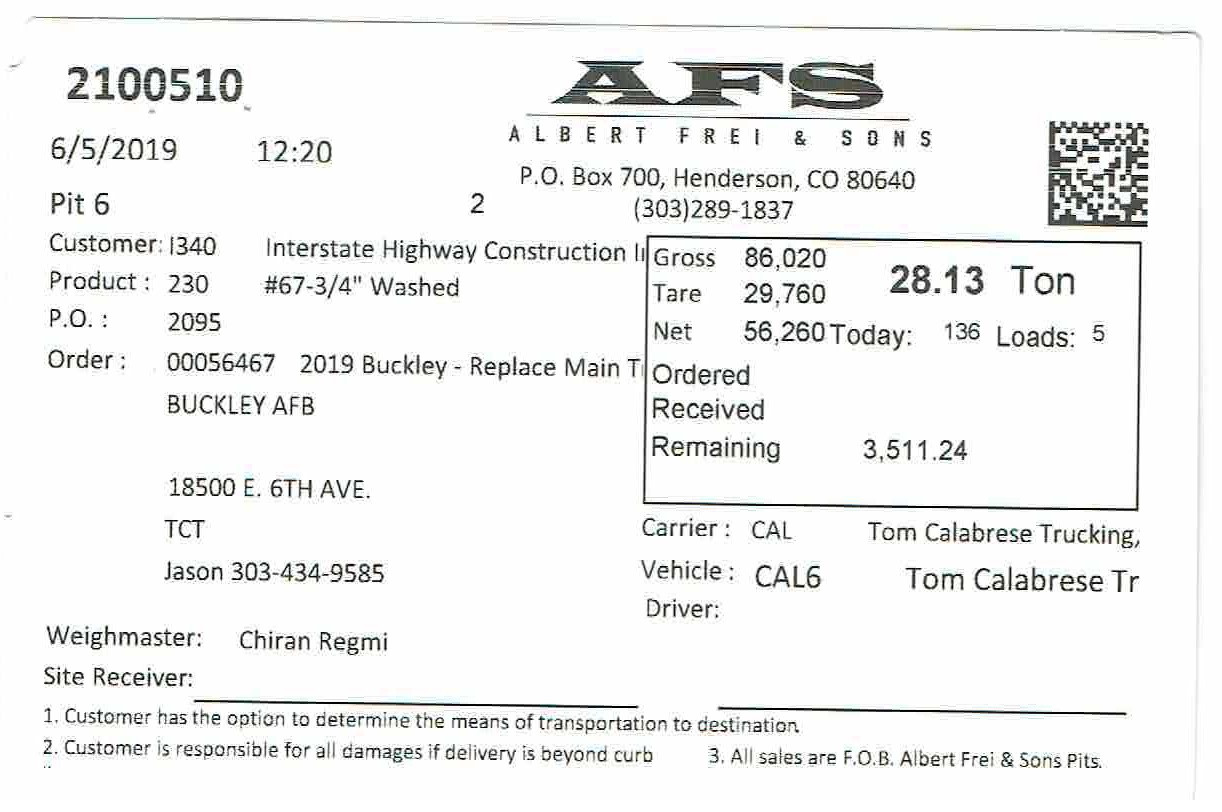 2100510
AFS
ALBERT FREI & SONS
6/5/2019 12:20
P.O. Box 700, Henderson, CO 80640
Pit 6 2
(303)289-1837
Customer: I340 Interstate Highway Construction In
Gross 86,020
28.13 Ton
Product : 230 #67-3/4" Washed
Tare 29,760
P.O. : 2095
Net 56,260 Today: 136 Loads: 5
Order : 00056467 2019 Buckley - Replace Main T
Ordered
BUCKLEY AFB
Received
Remaining 3,511.24
18500 E. 6TH AVE.
TCT
Carrier : CAL Tom Calabrese Trucking,
Jason 303-434-9585
Vehicle : CAL6 Tom Calabrese Tr
Driver:
Weighmaster: Chiran Regmi
Site Receiver:
1. Customer has the option to determine the means of transportation to destination
2. Customer is responsible for all damages if delivery is beyond curb 3. All sales are F.O.B. Albert Frei & Sons Pits.